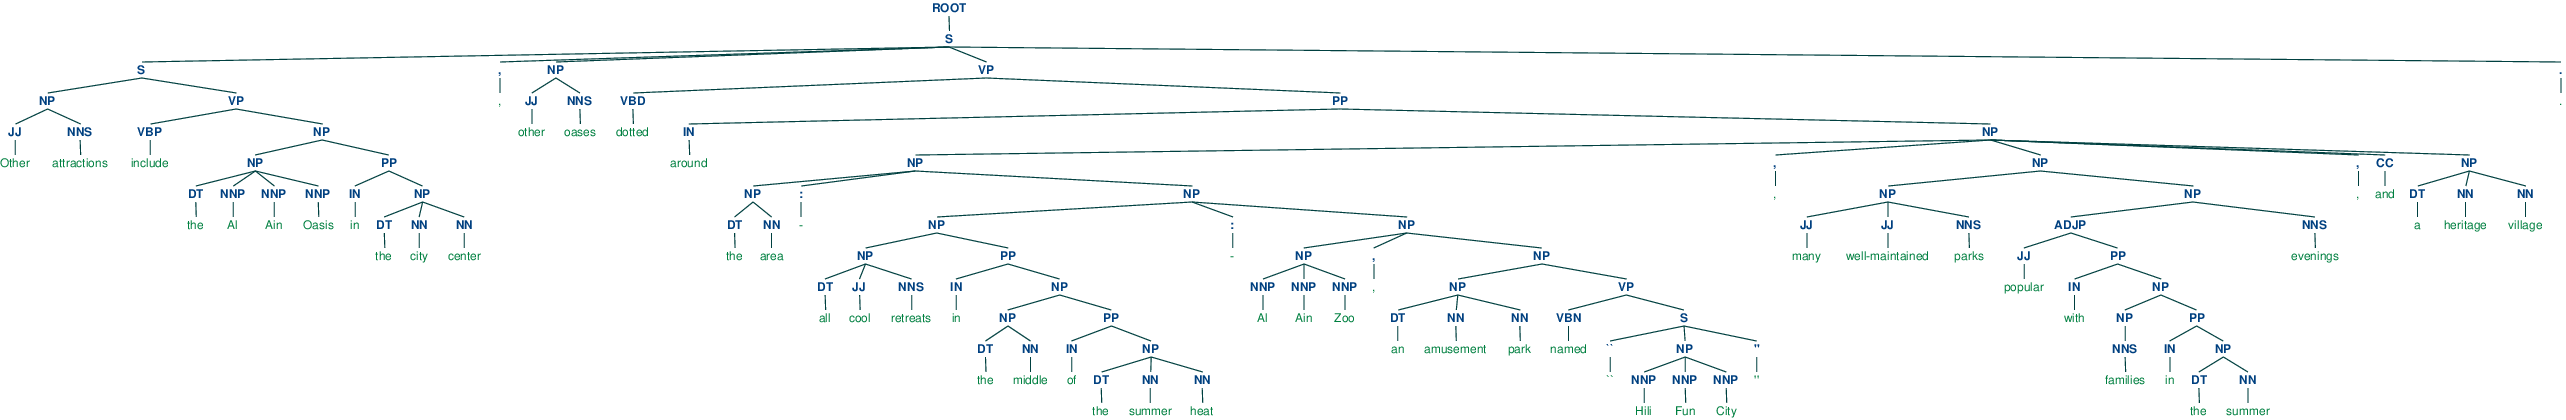 ROOT
S
S , NP VP .
NP VP , JJ NNS VBD PP .
JJ NNS VBP NP other oases dotted IN NP
Other attractions include NP PP around NP , NP , CC NP
DT NNP NNP NNP IN NP NP : NP , NP NP , and DT NN NN
the Al Ain Oasis in DT NN NN DT NN - NP : NP JJ JJ NNS ADJP NNS a heritage village
the city center the area NP PP - NP , NP many well-maintained parks JJ PP evenings
DT JJ NNS IN NP NNP NNP NNP , NP VP popular IN NP
all cool retreats in NP PP Al Ain Zoo DT NN NN VBN S with NP PP
DT NN IN NP an amusement park named `` NP '' NNS IN NP
the middle of DT NN NN `` NNP NNP NNP '' families in DT NN
the summer heat Hili Fun City the summer